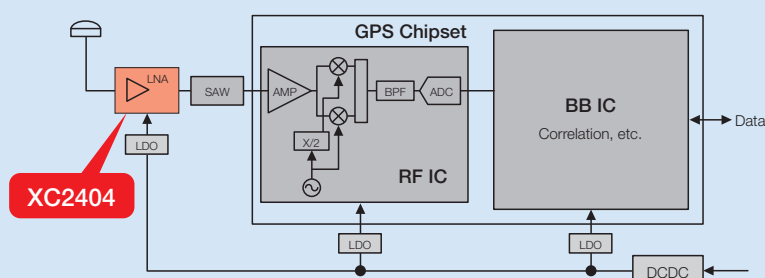 GPS Chipset
LNA
SAW
AMP
BPF
ADC
BB IC
Correlation, etc.
Data
LDO
X/2
RF IC
XC2404
LDO
LDO
DCDC